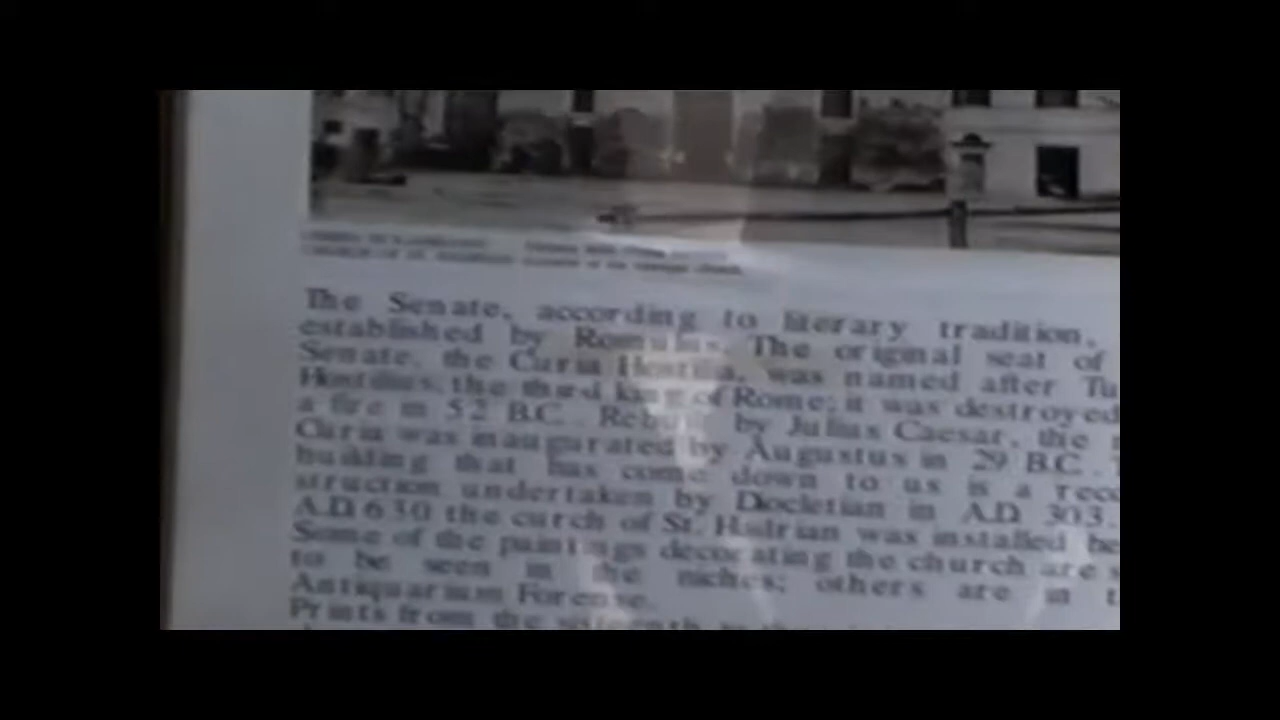 The Senate, according to literary tradition,
established by Romulus. The original seat of
Senate, the Curia Hostilia, was named after Tu
Hostilius, the third king of Rome; it was destroyed
a fire in 52 B.C. Rebuilt by Julius Caesar, the
Curia was inaugurated by Augustus in 29 B.C.
building that has come down to us is a reco
struction undertaken by Diocletian in A.D. 303.
A.D. 630 the curch of St. Hadrian was installed be
Some of the paintings decorating the church are s
to be seen in the niches; others are in t
Antiquarium Forense.
Prints from the sixteenth